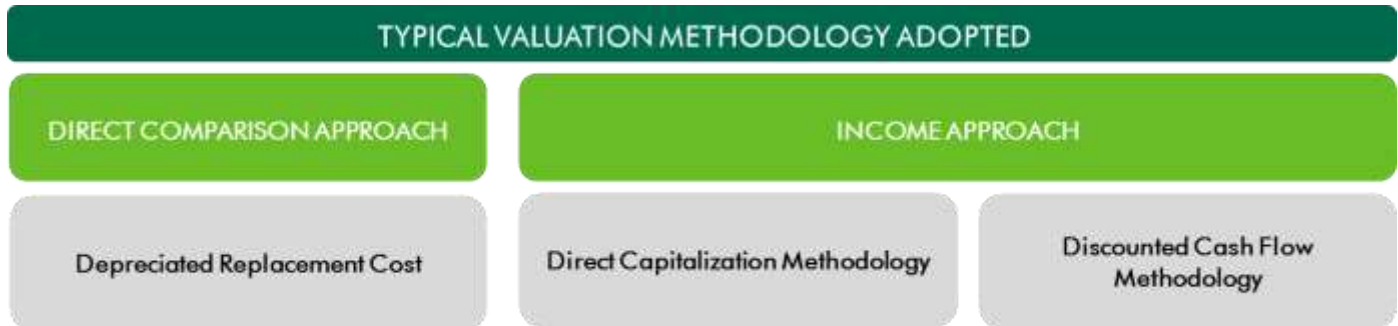 TYPICAL VALUATION METHODOLOGY ADOPTED
DIRECT COMPARISON APPROACH
INCOME APPROACH
Depreciated Replacement Cost
Direct Capitalization Methodology
Discounted Cash Flow
Methodology